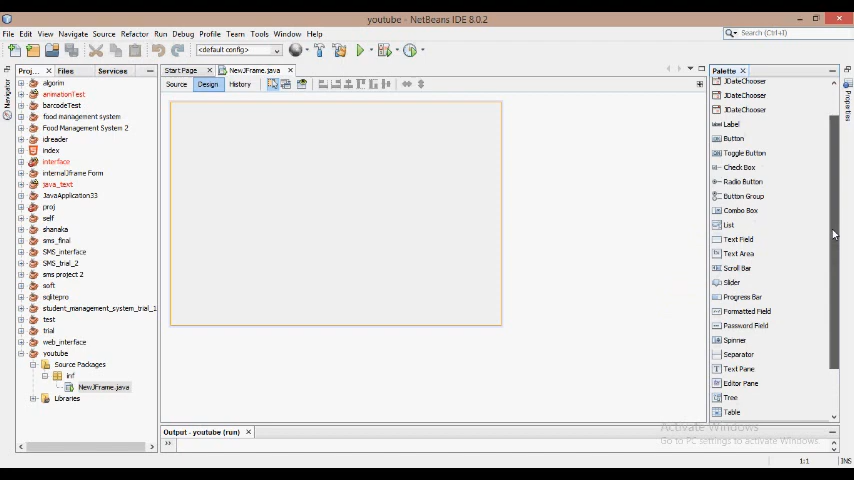 youtube - NetBeans IDE 8.0.2
File Edit View Navigate Source Refactor Run Debug Profile Team Tools Window Help
Search (Ctrl+I)
<default config>
Proj... Files Services
Start Page NewJFrame.java
Palette
Source Design History
Navigator
Properties
algorim
animationTest
barcodeTest
food management system
Food Management System 2
idreader
index
interface
internalJframe Form
java_text
JavaApplication33
proj
self
shanaka
sms_final
SMS_interface
SMS_trial_2
sms project 2
soft
sqlitepro
student_management_system_trial_1
test
trial
web_interface
youtube
Source Packages
inf
NewJFrame.java
Libraries
JDateChooser
JDateChooser
JDateChooser
Label
Button
Toggle Button
Check Box
Radio Button
Button Group
Combo Box
List
Text Field
Text Area
Scroll Bar
Slider
Progress Bar
Formatted Field
Password Field
Spinner
Separator
Text Pane
Editor Pane
Tree
Table
Output - youtube (run)
Activate Windows
Go to PC settings to activate Windows.
1:1 INS